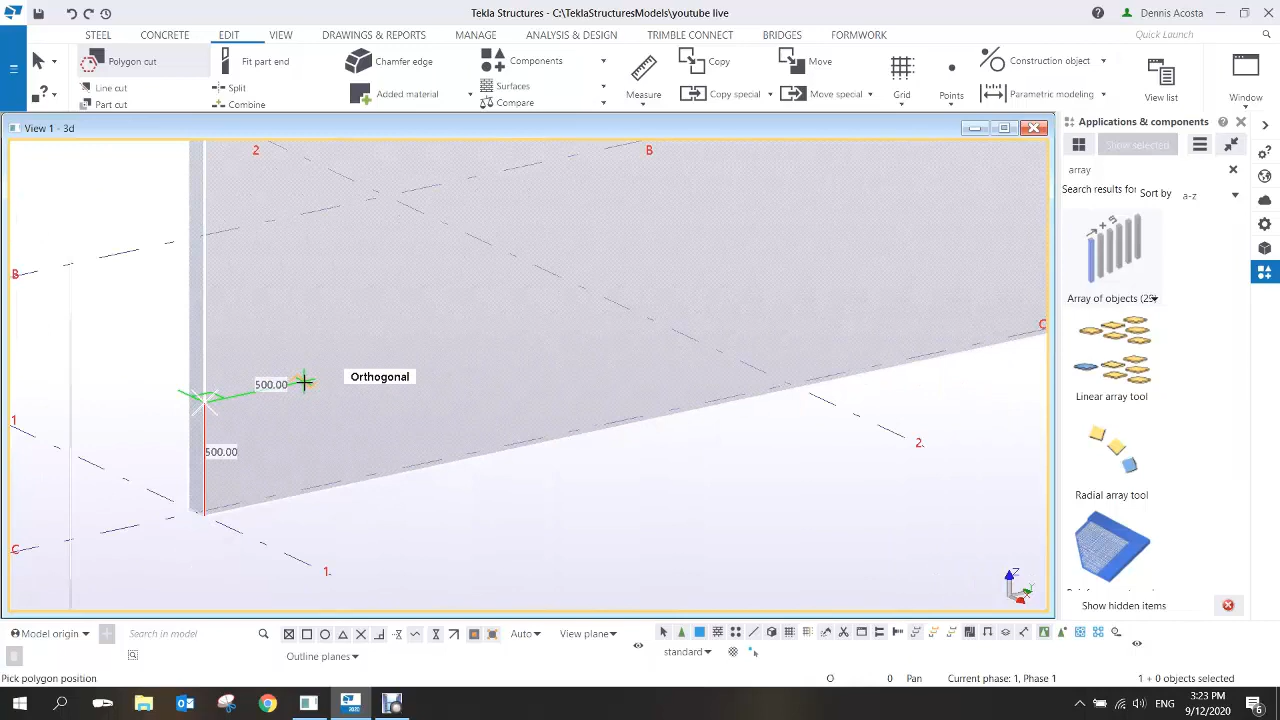 Tekla Structures - C:\TeklaStructuresModels\youtube live
Dennis Acosta
STEEL CONCRETE EDIT VIEW DRAWINGS & REPORTS MANAGE ANALYSIS & DESIGN TRIMBLE CONNECT BRIDGES FORMWORK
Quick Launch
Polygon cut
Line cut
Part cut
Fit part end
Split
Combine
Chamfer edge
Added material
Components
Surfaces
Compare
Measure
Copy
Copy special
Move
Move special
Grid
Points
Construction object
Parametric modeling
View list
Window
View 1 - 3d
2
B
B
C
1
500.00
Orthogonal
500.00
2
C
1
Z
Y
Applications & components
Show selected
array
Search results for
Sort by
a-z
Array of objects (25)
Linear array tool
Radial array tool
Show hidden items
Model origin
Search in model
Auto
View plane
Outline planes
standard
Pick polygon position
O
0
Pan
Current phase: 1, Phase 1
1 + 0 objects selected
ENG
3:23 PM
9/12/2020
6